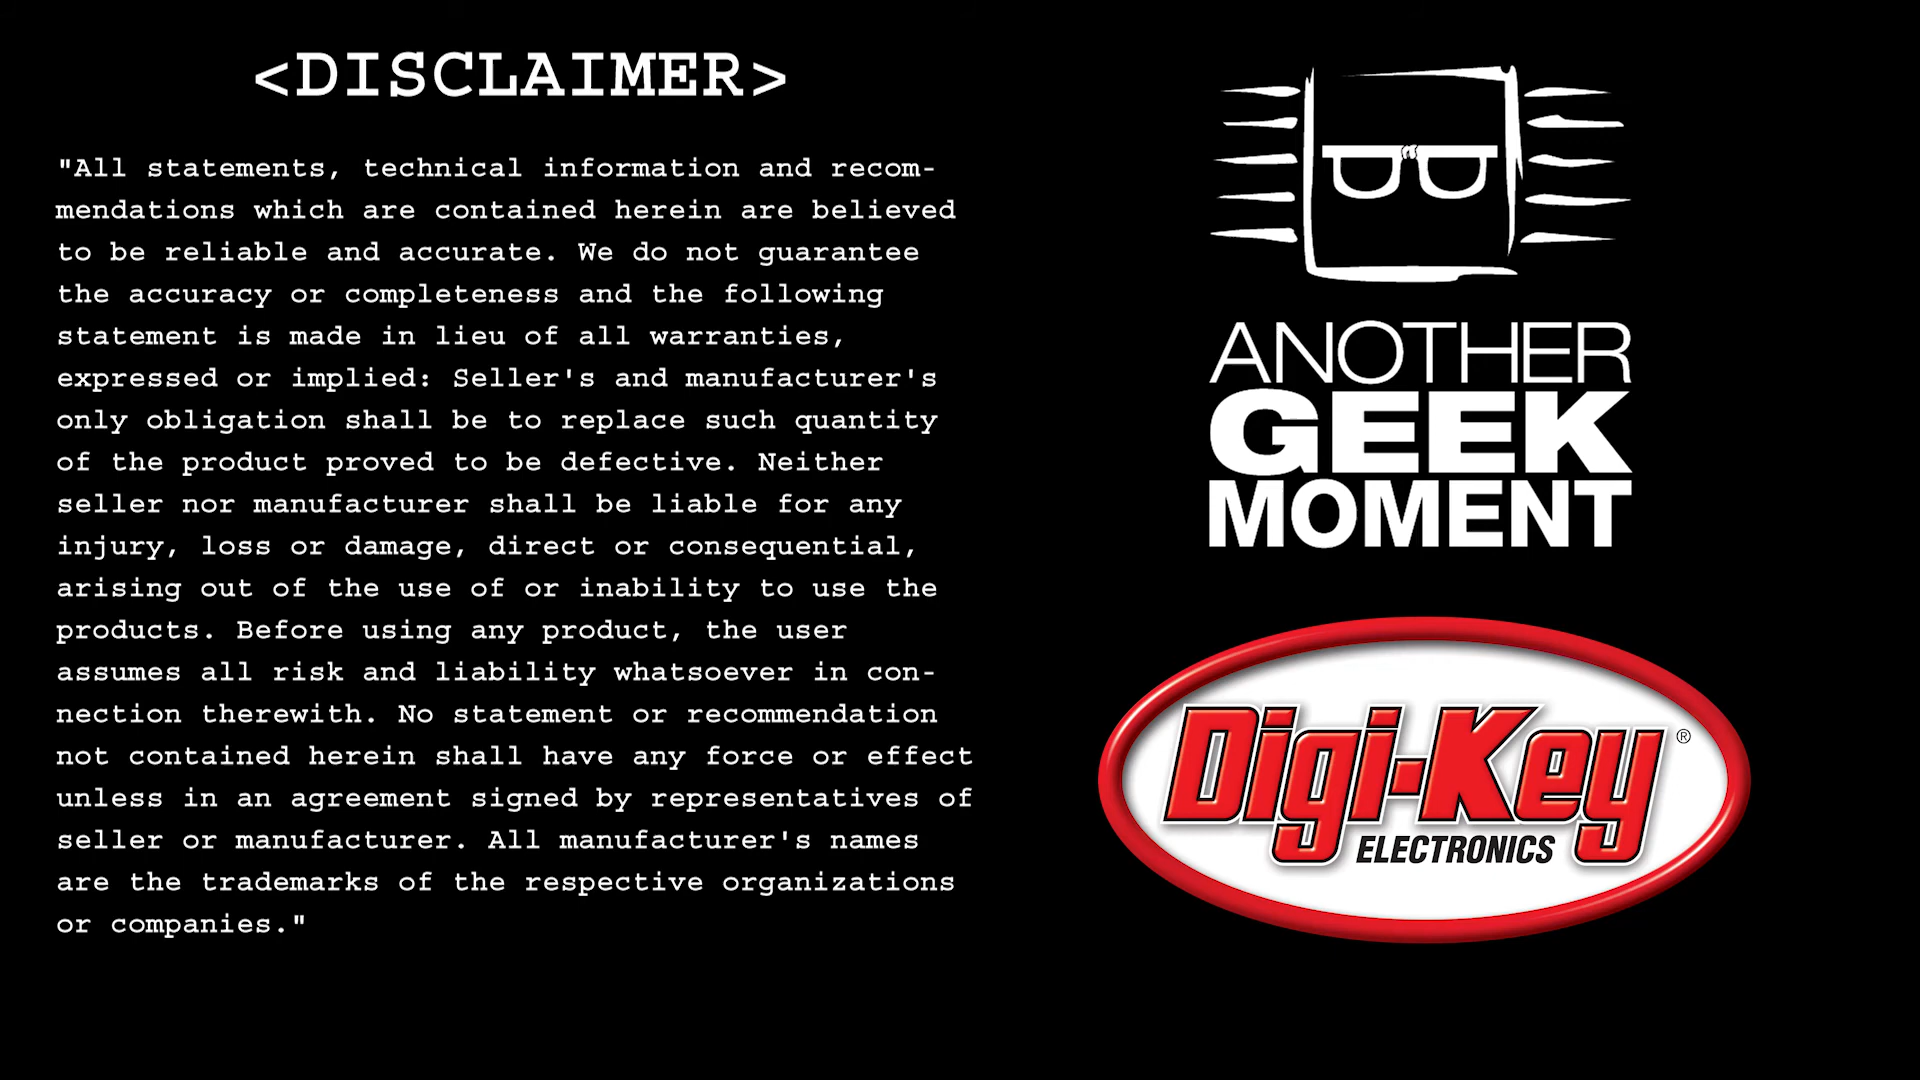 <DISCLAIMER>
"All statements, technical information and recom-
mendations which are contained herein are believed
to be reliable and accurate. We do not guarantee
the accuracy or completeness and the following
statement is made in lieu of all warranties,
expressed or implied: Seller's and manufacturer's
only obligation shall be to replace such quantity
of the product proved to be defective. Neither
seller nor manufacturer shall be liable for any
injury, loss or damage, direct or consequential,
arising out of the use of or inability to use the
products. Before using any product, the user
assumes all risk and liability whatsoever in con-
nection therewith. No statement or recommendation
not contained herein shall have any force or effect
unless in an agreement signed by representatives of
seller or manufacturer. All manufacturer's names
are the trademarks of the respective organizations
or companies."
ANOTHER
GEEK
MOMENT
Digi-Key ®
ELECTRONICS